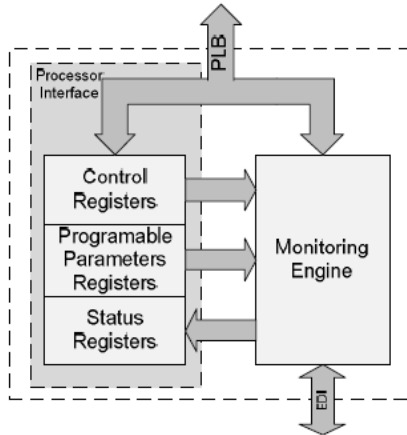 PLB
Processor
Interface
Control
Registers
Programable
Parameters
Registers
Status
Registers
Monitoring
Engine
EDI